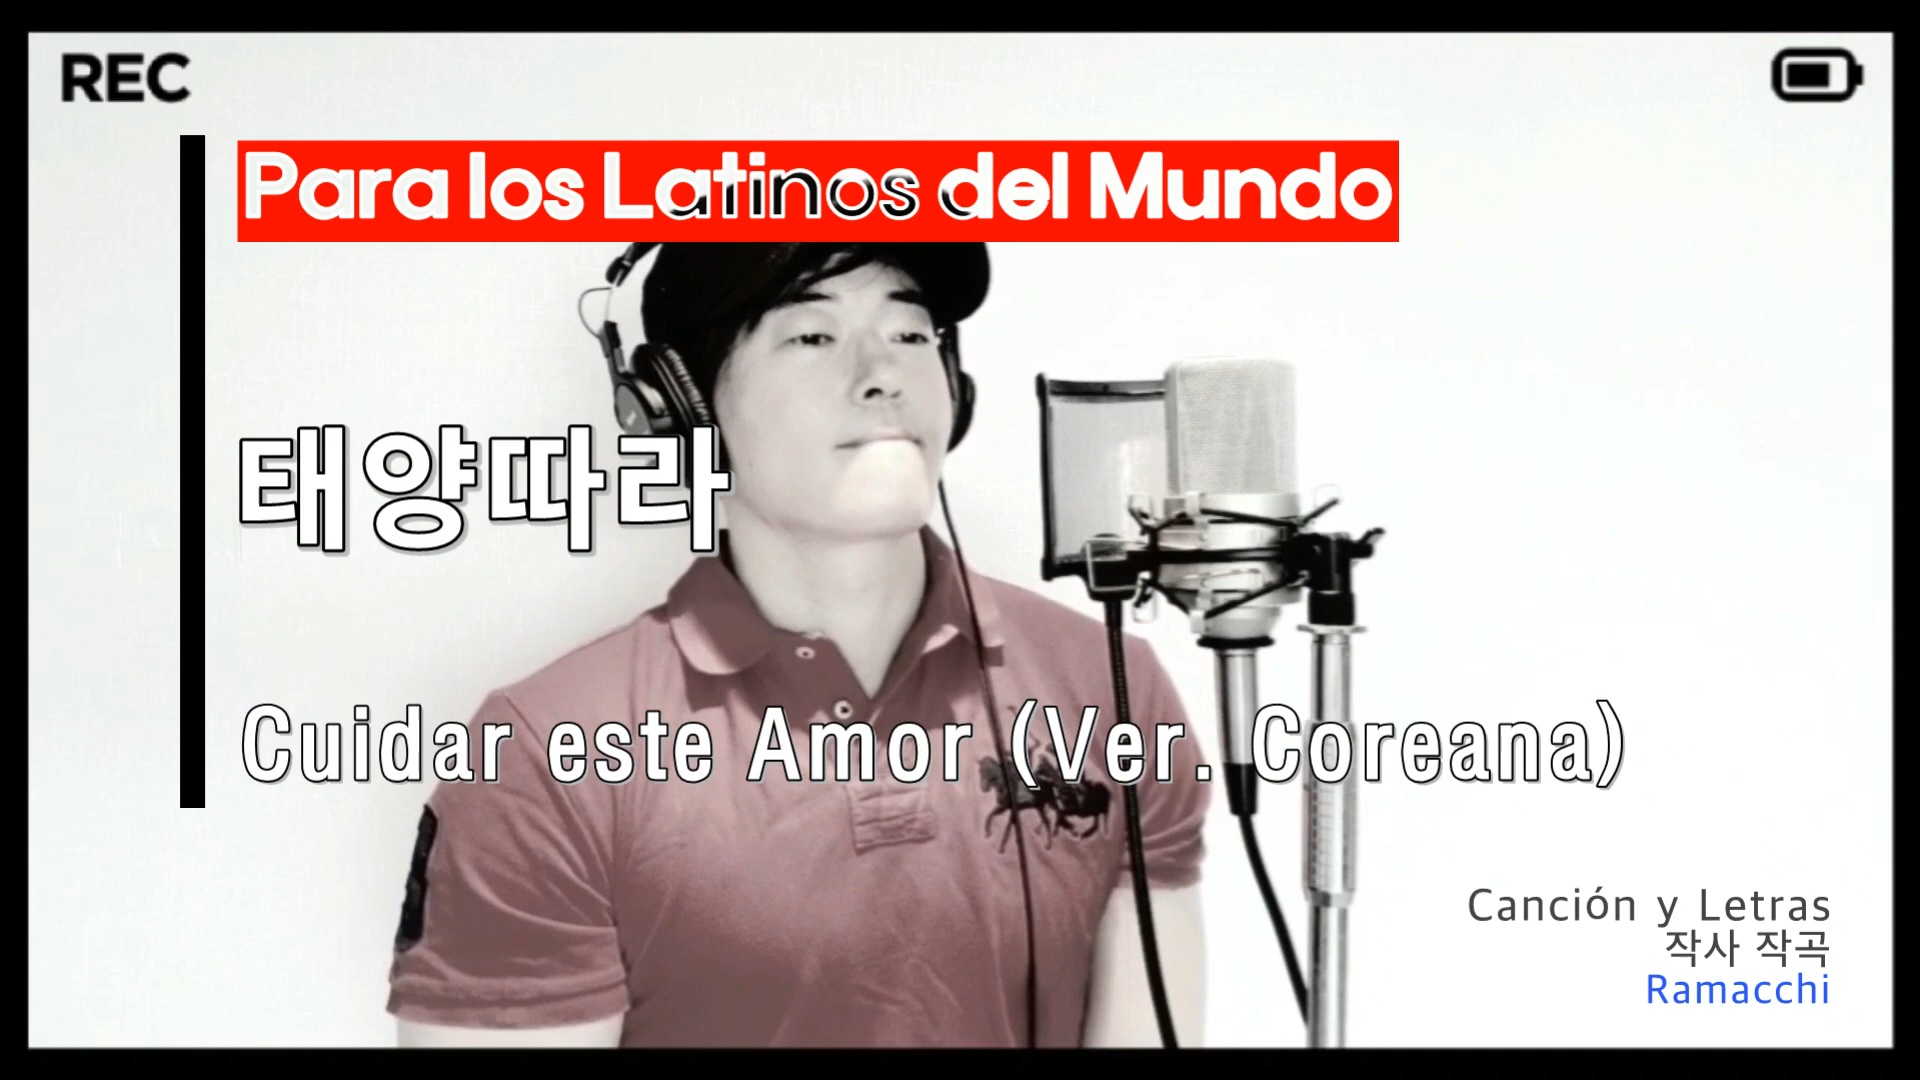 REC
Para los Latinos del Mundo
태양따라
Cuidar este Amor (Ver. Coreana)
Canción y Letras
작사 작곡
Ramacchi